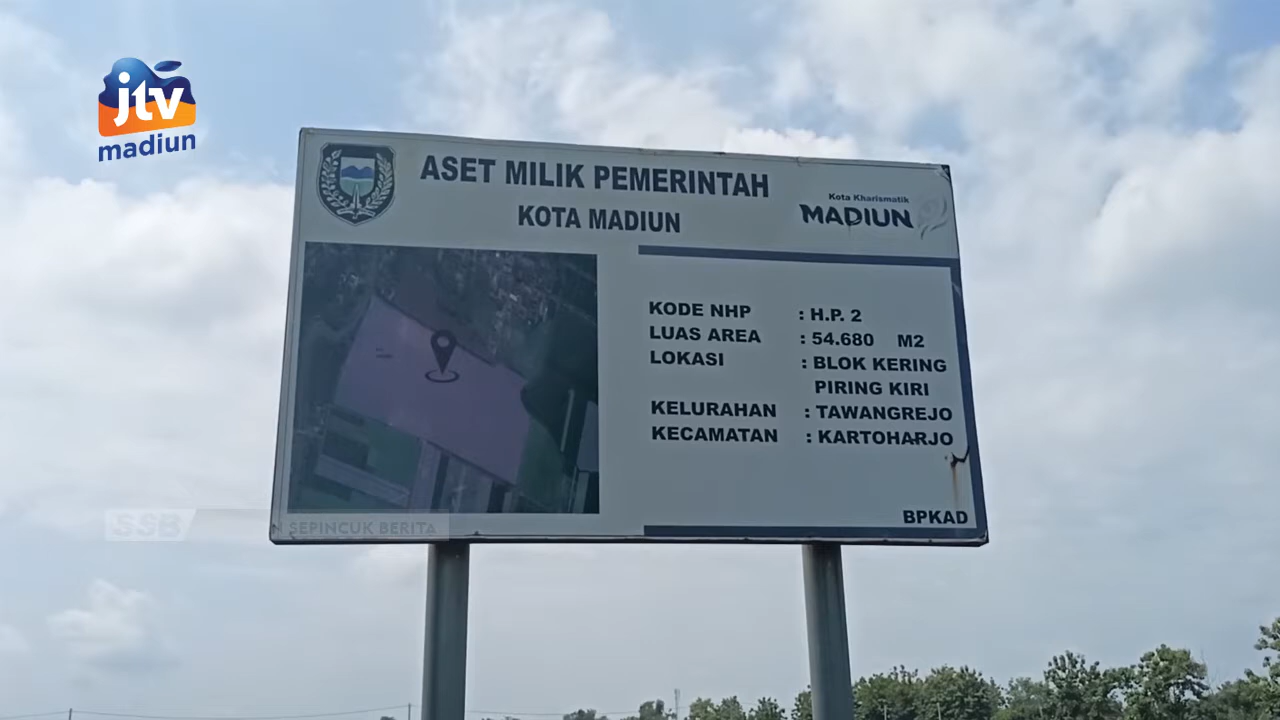 jtv
madiun
ASET MILIK PEMERINTAH
KOTA MADIUN
Kota Kharismatik
MADIUN
KODE NHP : H.P. 2
LUAS AREA : 54.680 M2
LOKASI : BLOK KERING
PIRING KIRI
KELURAHAN : TAWANGREJO
KECAMATAN : KARTOHARJO
BPKAD
SSB
SEPINCUK BERITA